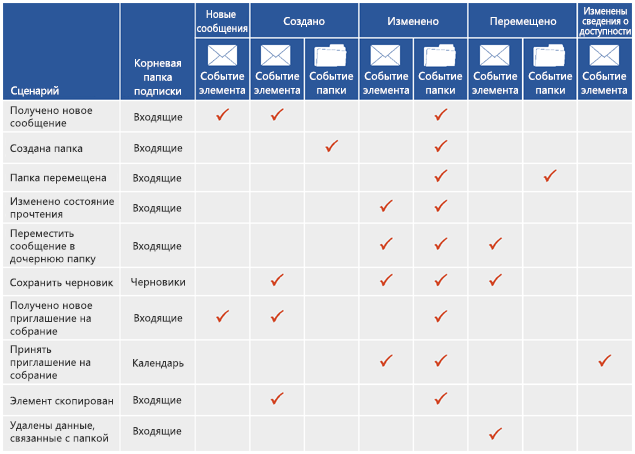 Новые
сообщения
Создано
Изменено
Перемещено
Изменены
сведения о
доступности
Сценарий
Корневая
папка
подписки
Событие
элемента
Событие
элемента
Событие
папки
Событие
элемента
Событие
папки
Событие
элемента
Событие
папки
Событие
элемента
Получено новое
сообщение
Входящие
Создана папка
Входящие
Папка перемещена
Входящие
Изменено состояние
прочтения
Входящие
Переместить
сообщение в
дочернюю папку
Входящие
Сохранить черновик
Черновики
Получено новое
приглашение на
собрание
Входящие
Принять
приглашение на
собрание
Календарь
Элемент скопирован
Входящие
Удалены данные,
связанные с папкой
Входящие